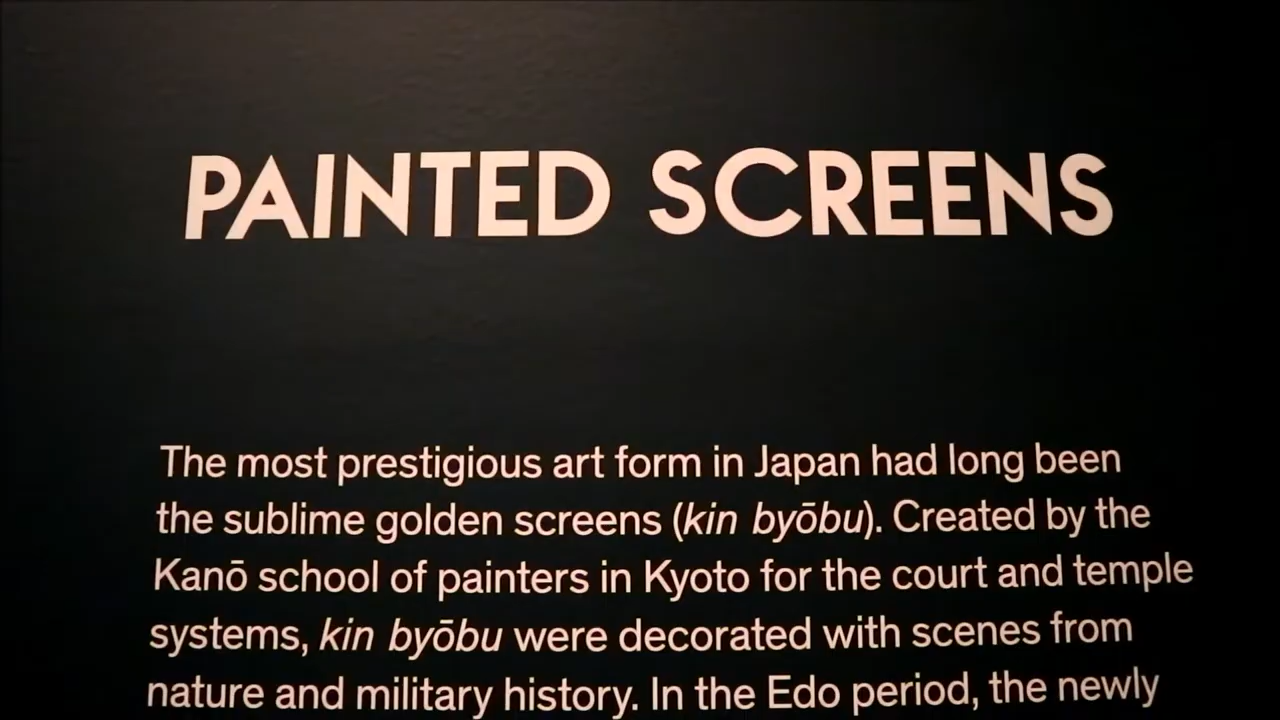 PAINTED SCREENS
The most prestigious art form in Japan had long been
the sublime golden screens (kin byōbu). Created by the
Kanō school of painters in Kyoto for the court and temple
systems, kin byōbu were decorated with scenes from
nature and military history. In the Edo period, the newly